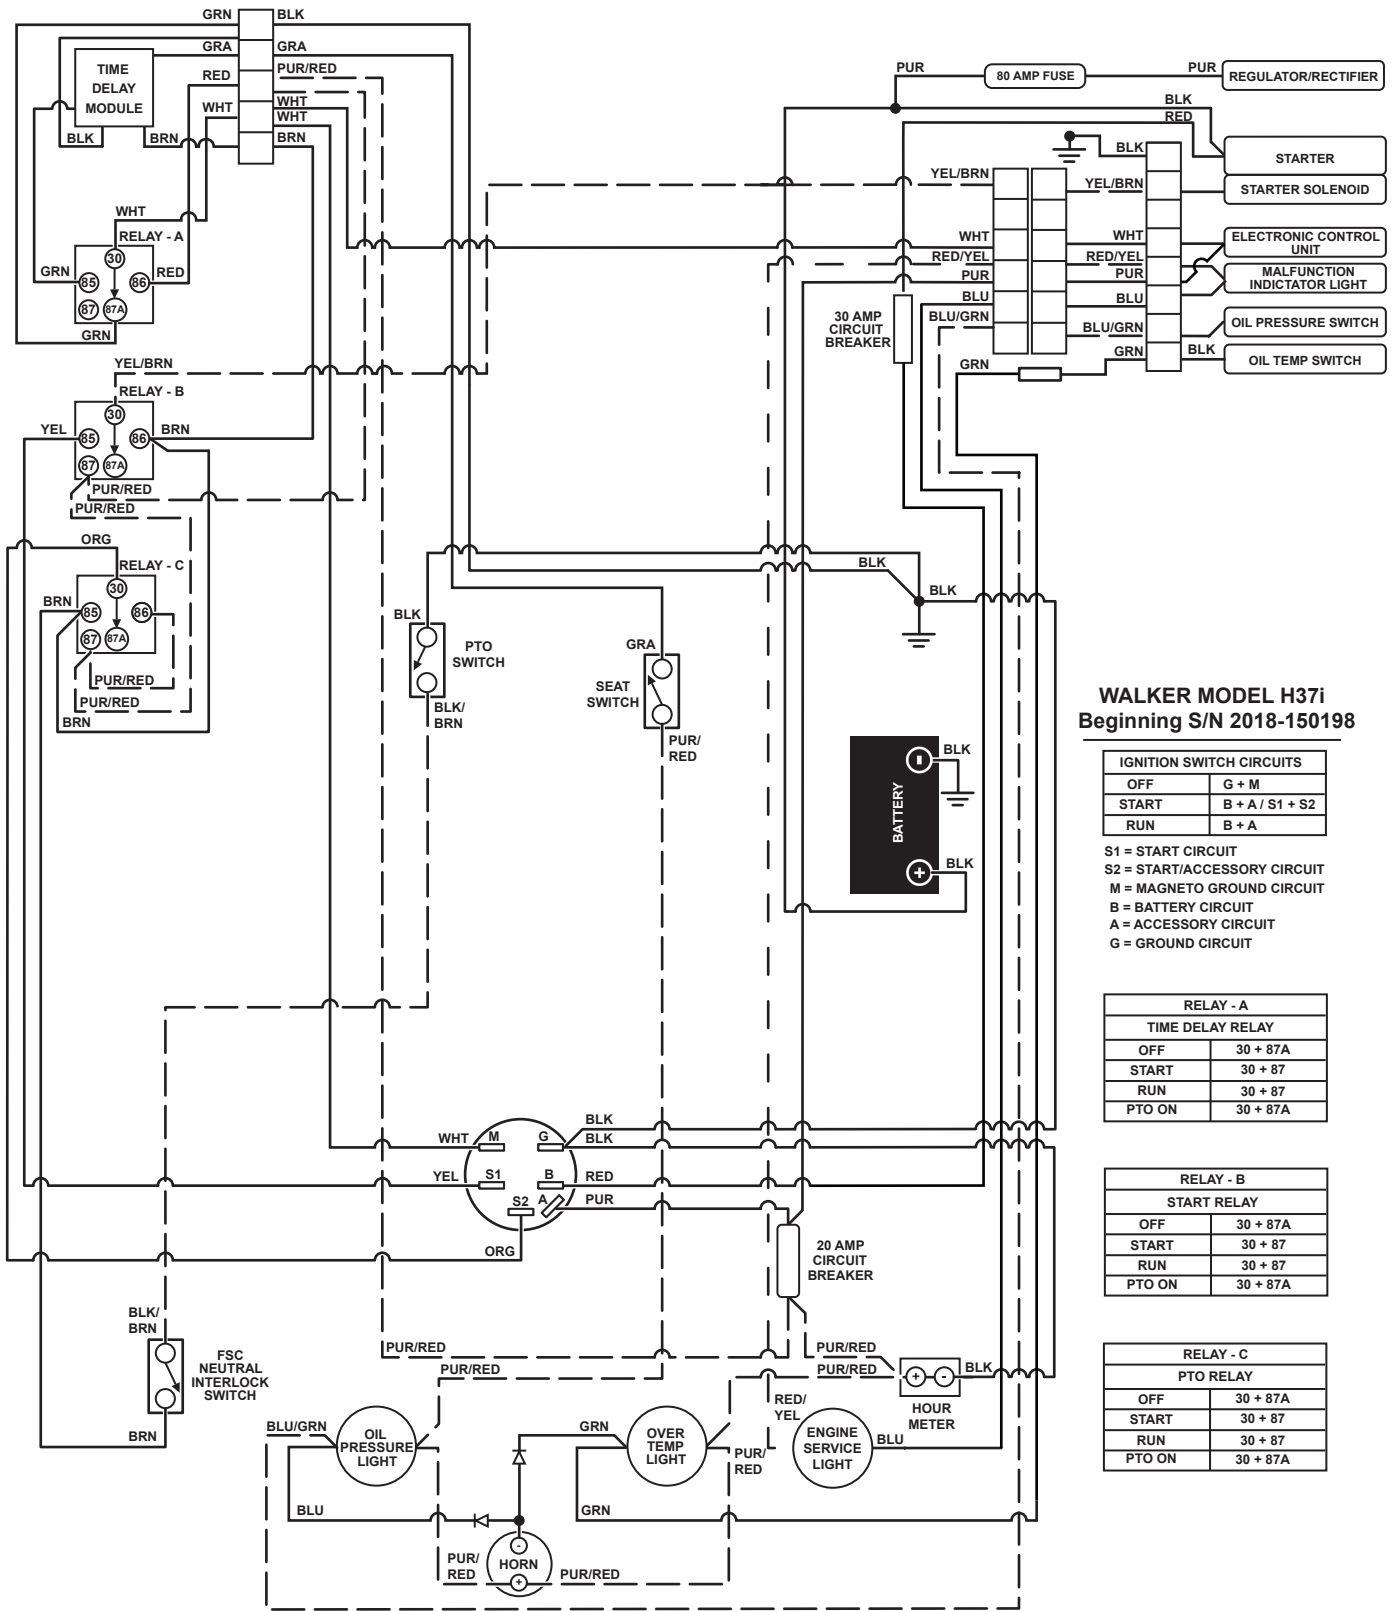 GRN BLK
GRA GRA
TIME
DELAY
MODULE
RED PUR/RED
WHT WHT
WHT
BLK BRN BRN
PUR 80 AMP FUSE PUR REGULATOR/RECTIFIER
BLK
RED
BLK STARTER
YEL/BRN YEL/BRN STARTER SOLENOID
WHT
RELAY - A
30
GRN 85 86 RED
87 87A
GRN
WHT WHT ELECTRONIC CONTROL
UNIT
RED/YEL RED/YEL MALFUNCTION
INDICTATOR LIGHT
PUR PUR
BLU BLU
BLU/GRN BLU/GRN OIL PRESSURE SWITCH
30 AMP
CIRCUIT
BREAKER
GRN GRN BLK OIL TEMP SWITCH
YEL/BRN
RELAY - B
30
YEL 85 86 BRN
87 87A
PUR/RED
PUR/RED
ORG
RELAY - C
30
BRN 85 86
87 87A
PUR/RED
PUR/RED
BRN
BLK
BLK
BLK
PTO
SWITCH
BLK/
BRN
GRA
SEAT
SWITCH
PUR/
RED
WALKER MODEL H37i
Beginning S/N 2018-150198
- BLK
BATTERY
+ BLK
IGNITION SWITCH CIRCUITS
OFF G + M
START B + A / S1 + S2
RUN B + A
S1 = START CIRCUIT
S2 = START/ACCESSORY CIRCUIT
M = MAGNETO GROUND CIRCUIT
B = BATTERY CIRCUIT
A = ACCESSORY CIRCUIT
G = GROUND CIRCUIT
RELAY - A
TIME DELAY RELAY
OFF 30 + 87A
START 30 + 87
RUN 30 + 87
PTO ON 30 + 87A
BLK
WHT M G BLK
YEL S1 B RED
S2 A PUR
ORG
RELAY - B
START RELAY
OFF 30 + 87A
START 30 + 87
RUN 30 + 87
PTO ON 30 + 87A
20 AMP
CIRCUIT
BREAKER
BLK/
BRN
FSC
NEUTRAL
INTERLOCK
SWITCH
BRN
PUR/RED PUR/RED
PUR/RED PUR/RED
+ - BLK
HOUR
METER
RELAY - C
PTO RELAY
OFF 30 + 87A
START 30 + 87
RUN 30 + 87
PTO ON 30 + 87A
BLU/GRN
OIL
PRESSURE
LIGHT
GRN
OVER
TEMP
LIGHT
PUR/
RED
RED/
YEL
ENGINE
SERVICE
LIGHT
BLU
BLU
GRN
-
HORN
+
PUR/
RED
PUR/RED